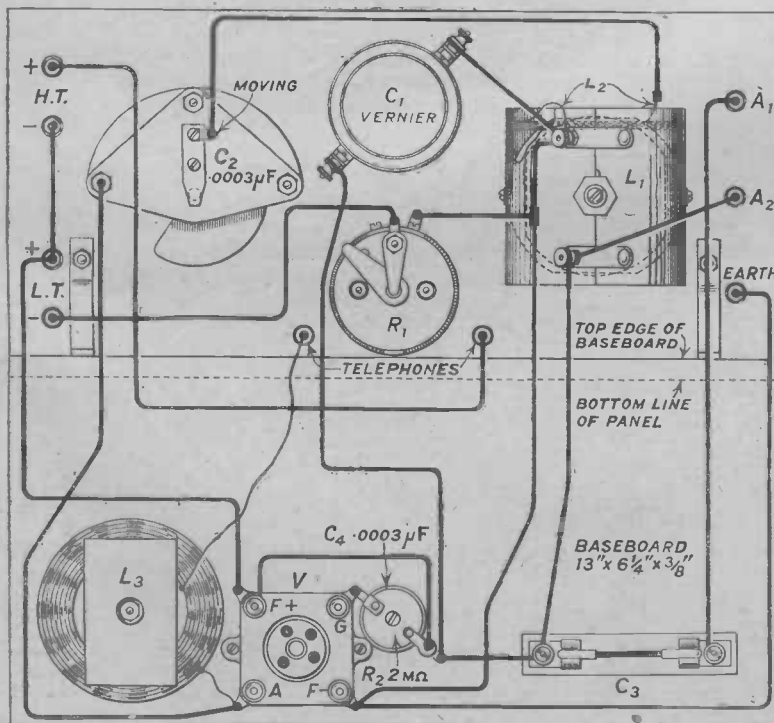 +
H.T.
-
+
L.T.
-
MOVING
C2
.0003µF
C1
VERNIER
L2
L1
A1
A2
EARTH
R1
TELEPHONES
TOP EDGE OF
BASEBOARD
BOTTOM LINE
OF PANEL
C4 .0003µF
BASEBOARD
13"x 6¼"x 3/8"
L3
V
F+
G
A
F-
R2 2MΩ
C3